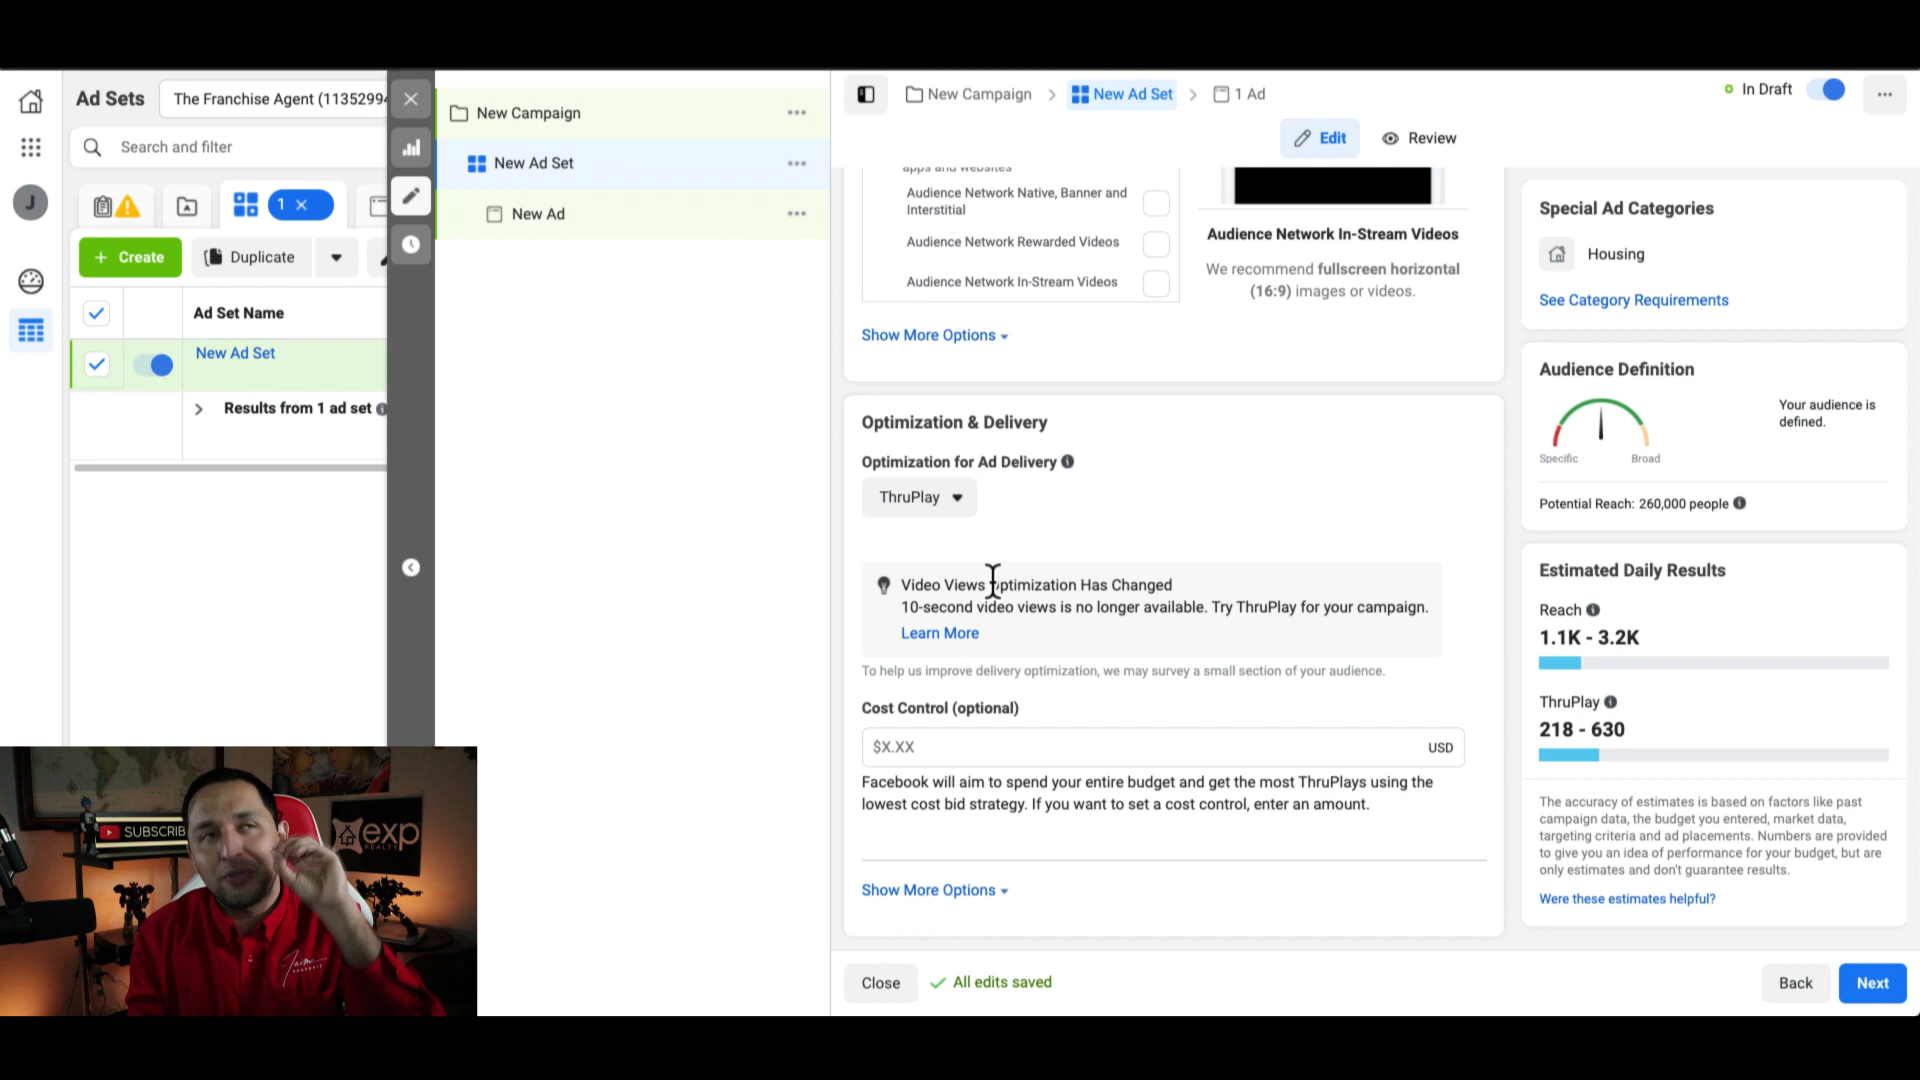 Ad Sets
The Franchise Agent (11352994
Search and filter
1
J
Create
Duplicate
Ad Set Name
New Ad Set
Results from 1 ad set
New Campaign
New Ad Set
New Ad
New Campaign
New Ad Set
1 Ad
In Draft
Edit
Review
apps and websites
Audience Network Native, Banner and
Interstitial
Audience Network Rewarded Videos
Audience Network In-Stream Videos
Audience Network In-Stream Videos
We recommend fullscreen horizontal
(16:9) images or videos.
Show More Options
Optimization & Delivery
Optimization for Ad Delivery
ThruPlay
Video Views Optimization Has Changed
10-second video views is no longer available. Try ThruPlay for your campaign.
Learn More
To help us improve delivery optimization, we may survey a small section of your audience.
Cost Control (optional)
$X.XX
USD
Facebook will aim to spend your entire budget and get the most ThruPlays using the
lowest cost bid strategy. If you want to set a cost control, enter an amount.
Show More Options
Close
All edits saved
Back
Next
Special Ad Categories
Housing
See Category Requirements
Audience Definition
Your audience is
defined.
Specific
Broad
Potential Reach: 260,000 people
Estimated Daily Results
Reach
1.1K - 3.2K
ThruPlay
218 - 630
The accuracy of estimates is based on factors like past
campaign data, the budget you entered, market data,
targeting criteria and ad placements. Numbers are provided
to give you an idea of performance for your budget, but are
only estimates and don't guarantee results.
Were these estimates helpful?
SUBSCRIB
exp
REALTY
Jaime